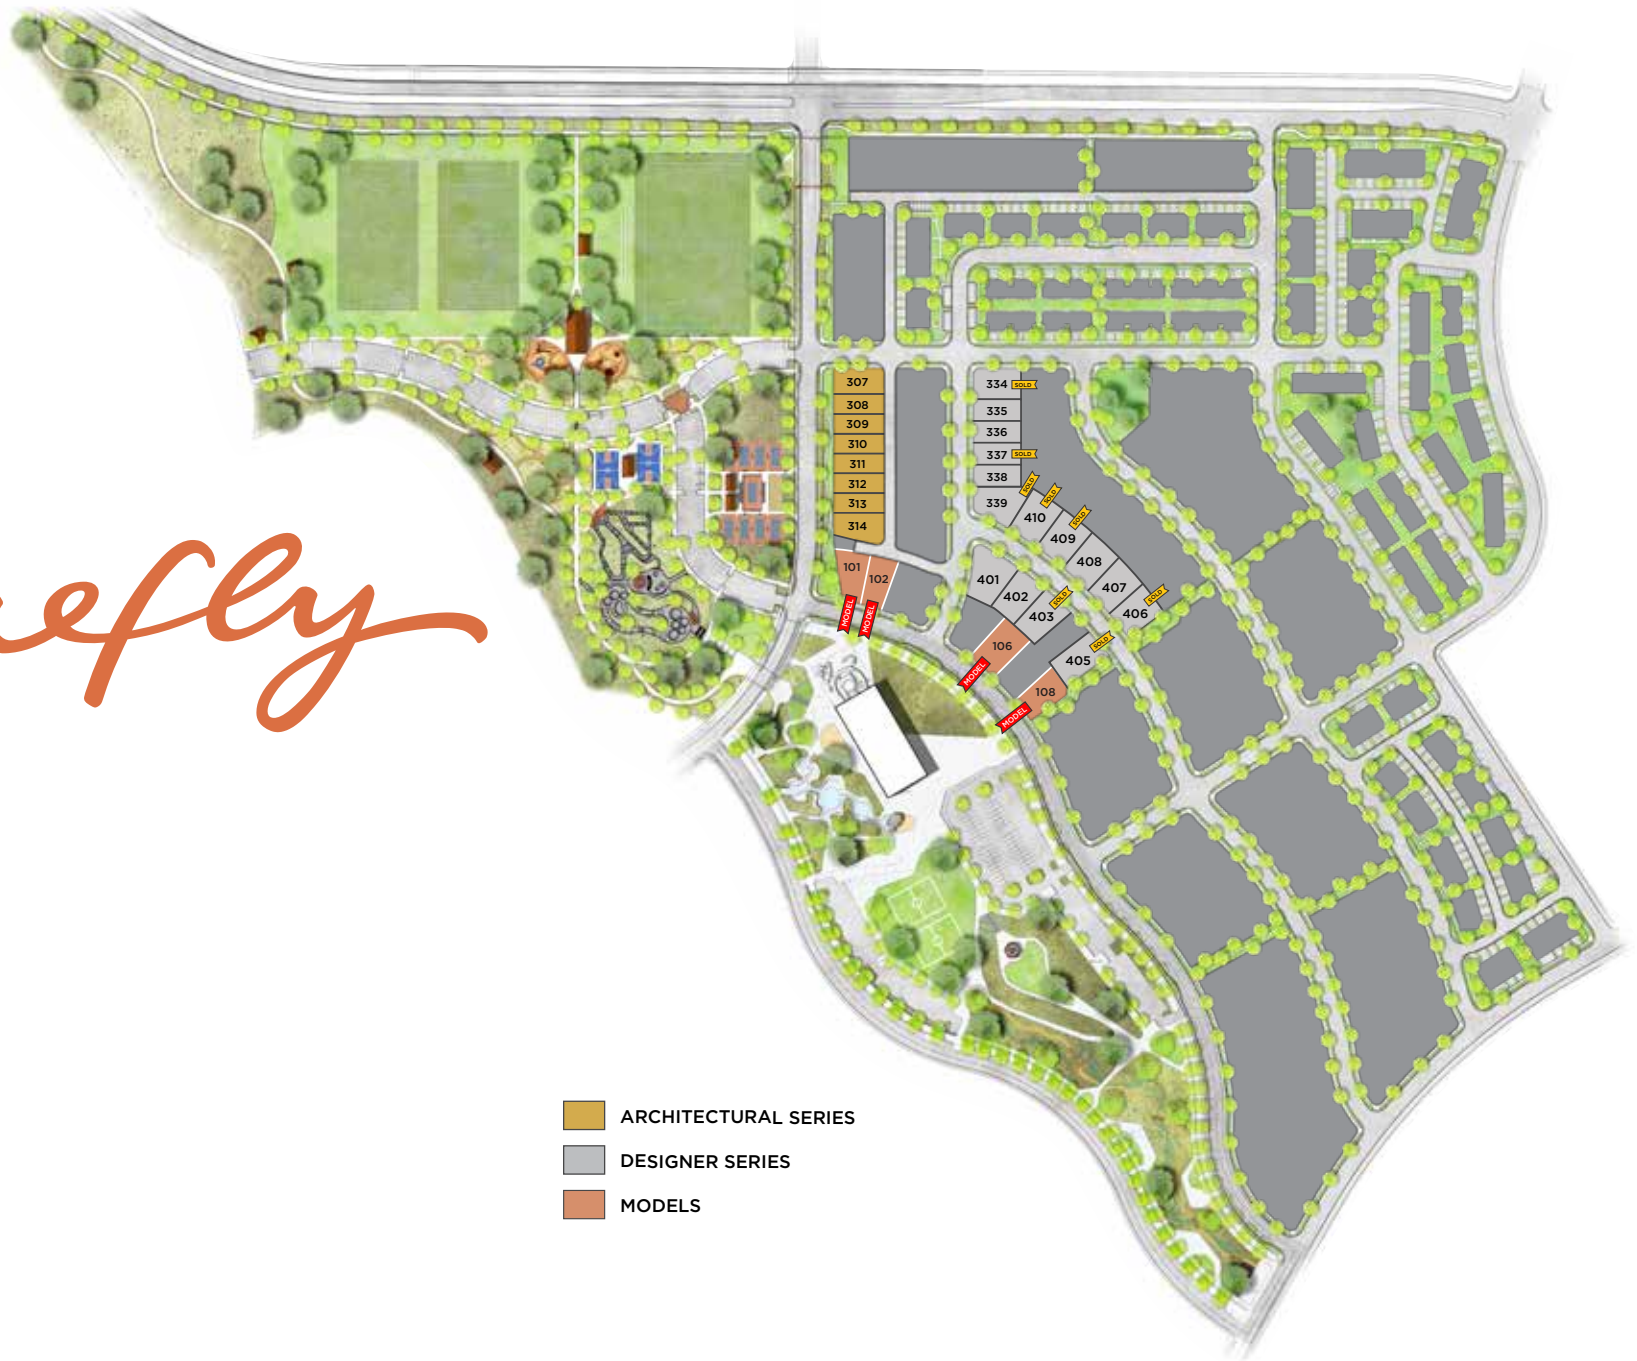 307
308
309
310
311
312
313
314
334 SOLD
335
336
337 SOLD
338
339 SOLD
410 SOLD
409 SOLD
408
407
406 SOLD
401
402
403 SOLD
405 SOLD
101 MODEL
102 MODEL
106 MODEL
108 MODEL
efly
ARCHITECTURAL SERIES
DESIGNER SERIES
MODELS